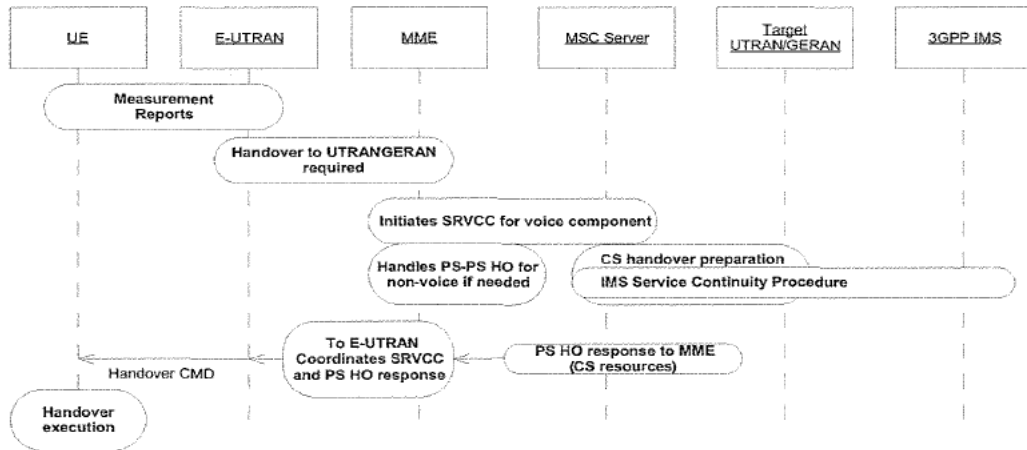 UE
E-UTRAN
MME
MSC Server
Target
UTRAN/GERAN
3GPP IMS
Measurement
Reports
Handover to UTRANGERAN
required
Initiates SRVCC for voice component
Handles PS-PS HO for
non-voice if needed
CS handover preparation
IMS Service Continuity Procedure
To E-UTRAN
Coordinates SRVCC
and PS HO response
PS HO response to MME
(CS resources)
Handover CMD
Handover
execution